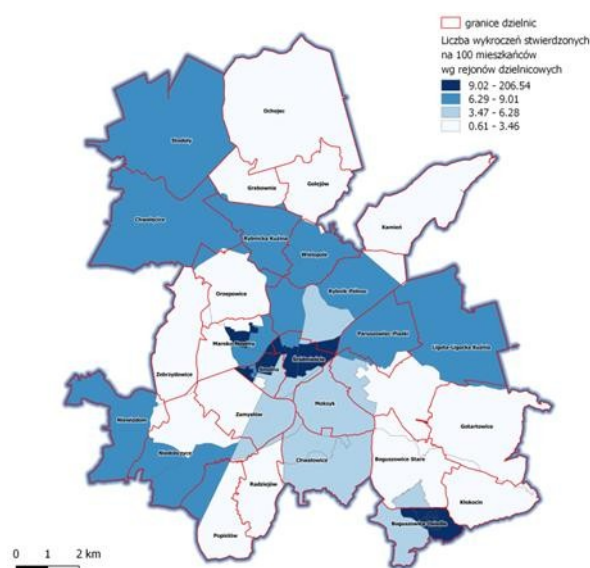 granice dzielnic
Liczba wykroczeń stwierdzonych
na 100 mieszkańców
wg rejonów dzielnicowych
9.02 - 206.54
6.29 - 9.01
3.47 - 6.28
0.61 - 3.46
Ochojec
Stodoły
Grabownia
Golejów
Kamień
Chwałęcice
Rybnicka Kuźnia
Wielopole
Orzepowice
Rybnik-Północ
Paruszowiec-Piaski
Ligota-Ligocka Kuźnia
Maroko-Nowiny
Śródmieście
Smolna
Zebrzydowice
Meksyk
Zamysłów
Niewiadom
Gotartowice
Niedobczyce
Chwałowice
Boguszowice Stare
Radziejów
Kłokocin
Popielów
Boguszowice Osiedle
0 1 2 km